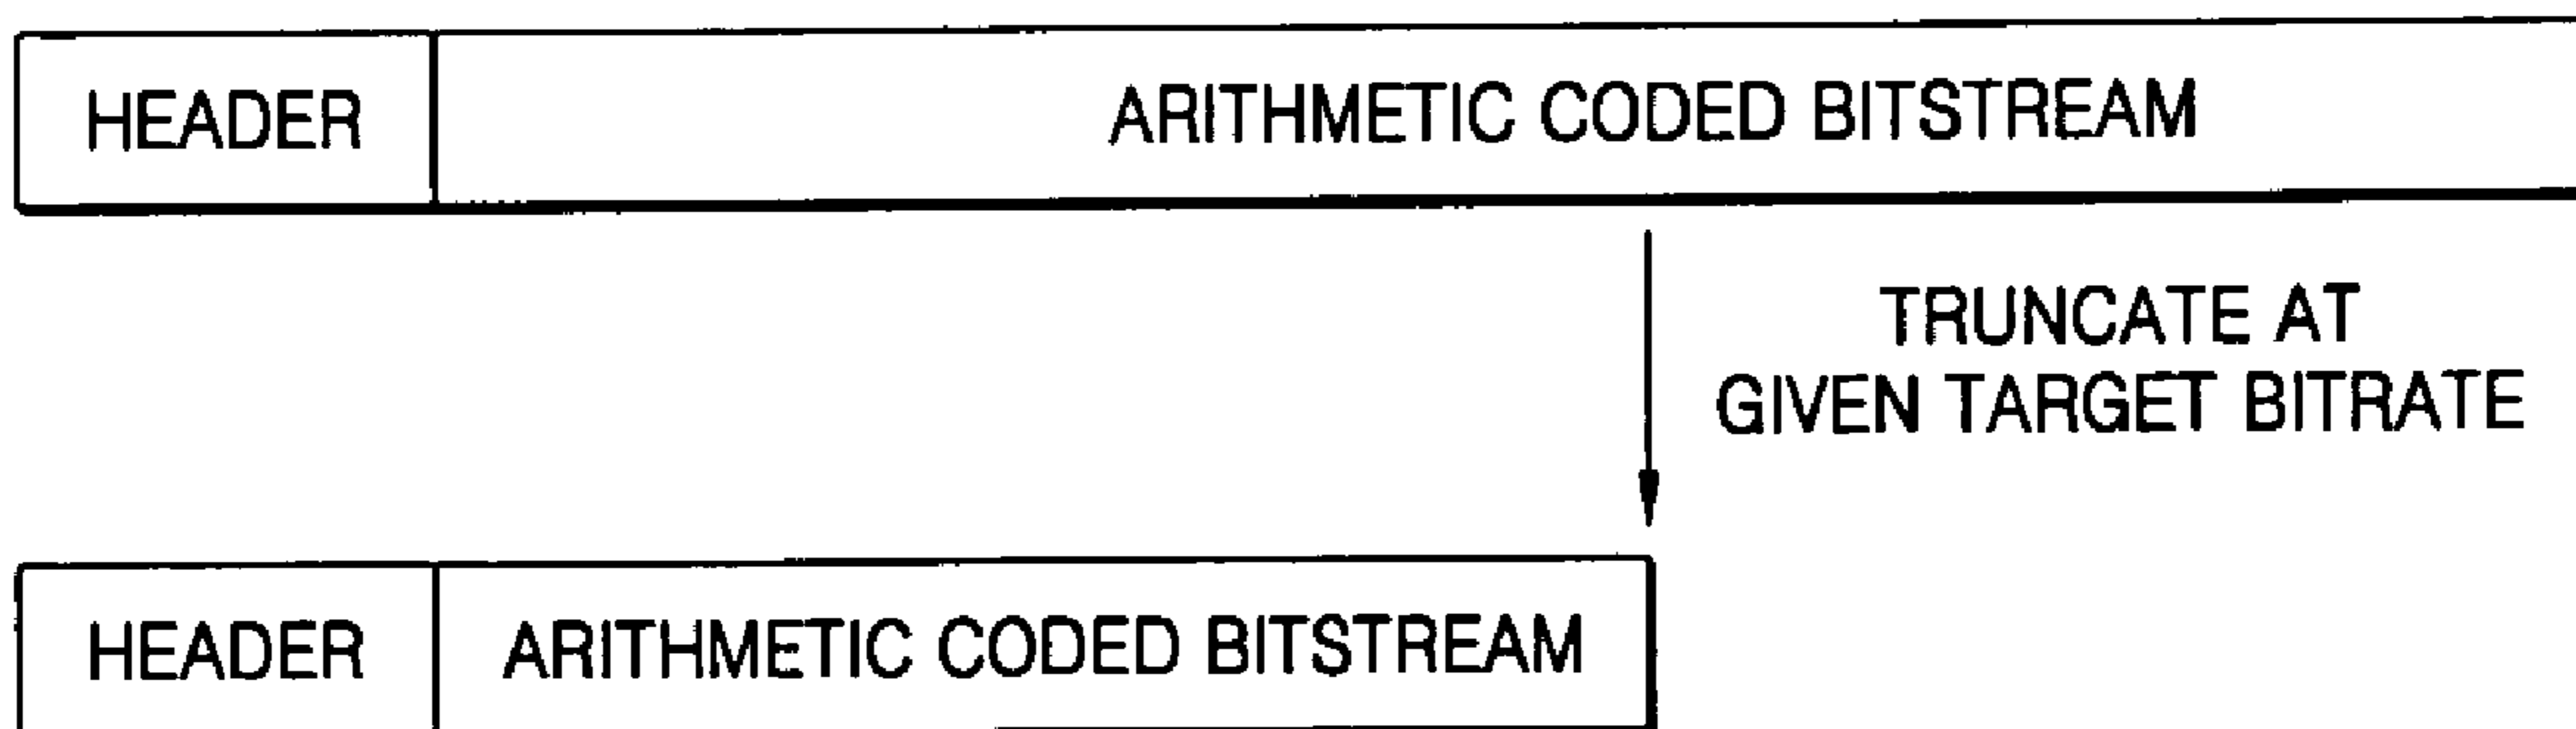 HEADER ARITHMETIC CODED BITSTREAM
TRUNCATE AT
GIVEN TARGET BITRATE
HEADER ARITHMETIC CODED BITSTREAM